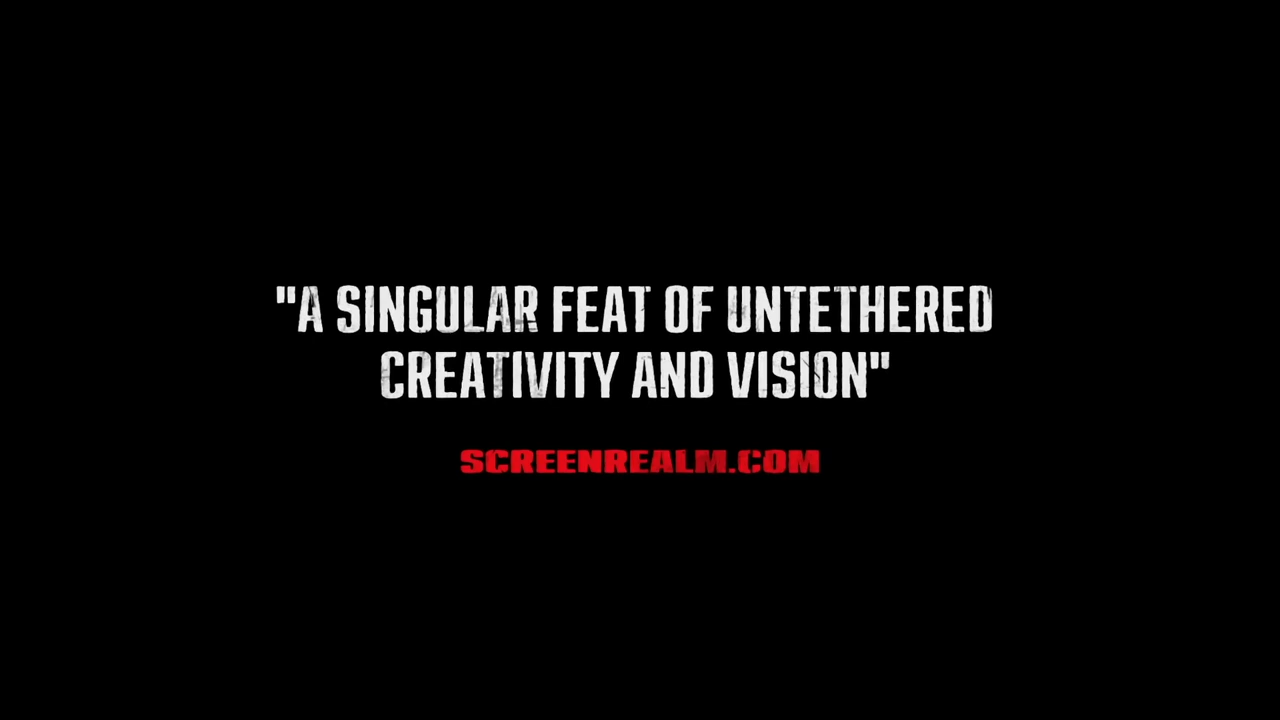 "A SINGULAR FEAT OF UNTETHERED
CREATIVITY AND VISION"
SCREENREALM.COM